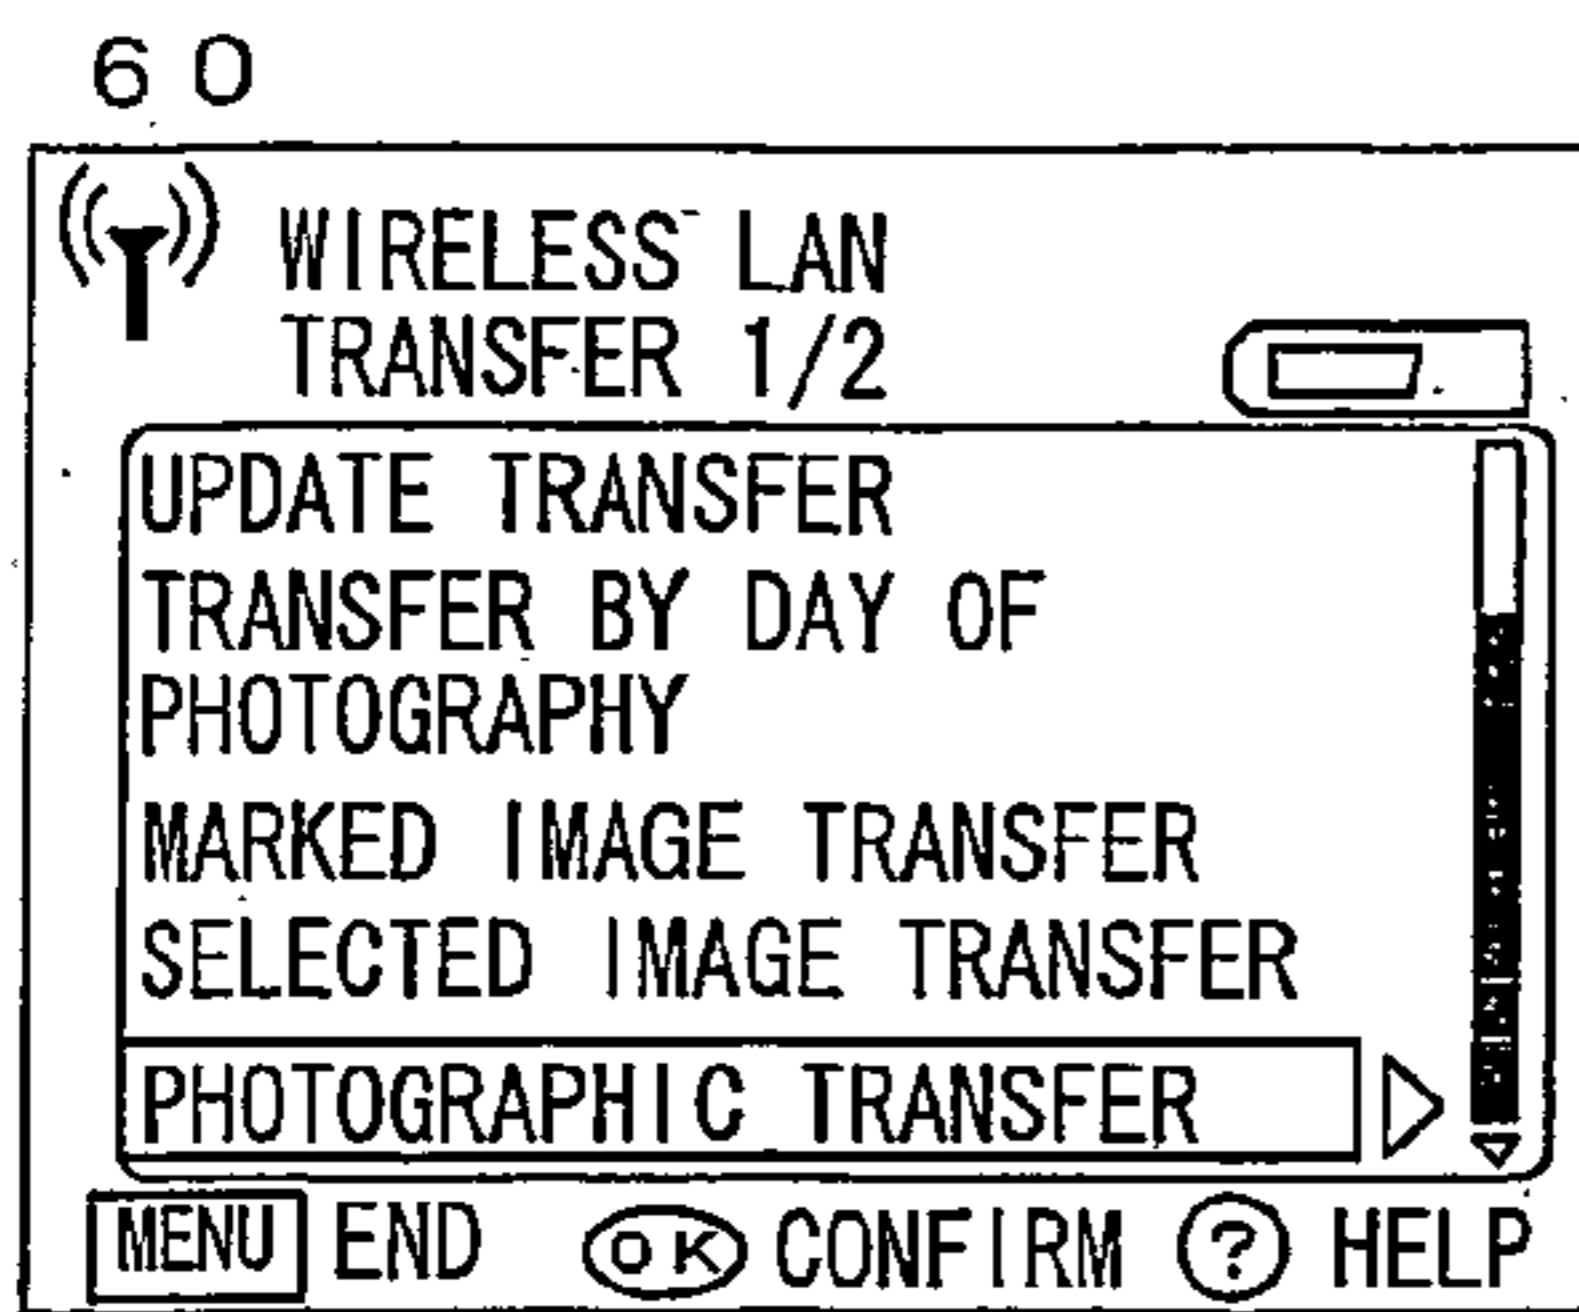 60
WIRELESS LAN
TRANSFER 1/2
UPDATE TRANSFER
TRANSFER BY DAY OF
PHOTOGRAPHY
MARKED IMAGE TRANSFER
SELECTED IMAGE TRANSFER
PHOTOGRAPHIC TRANSFER
MENU END OK CONFIRM ? HELP